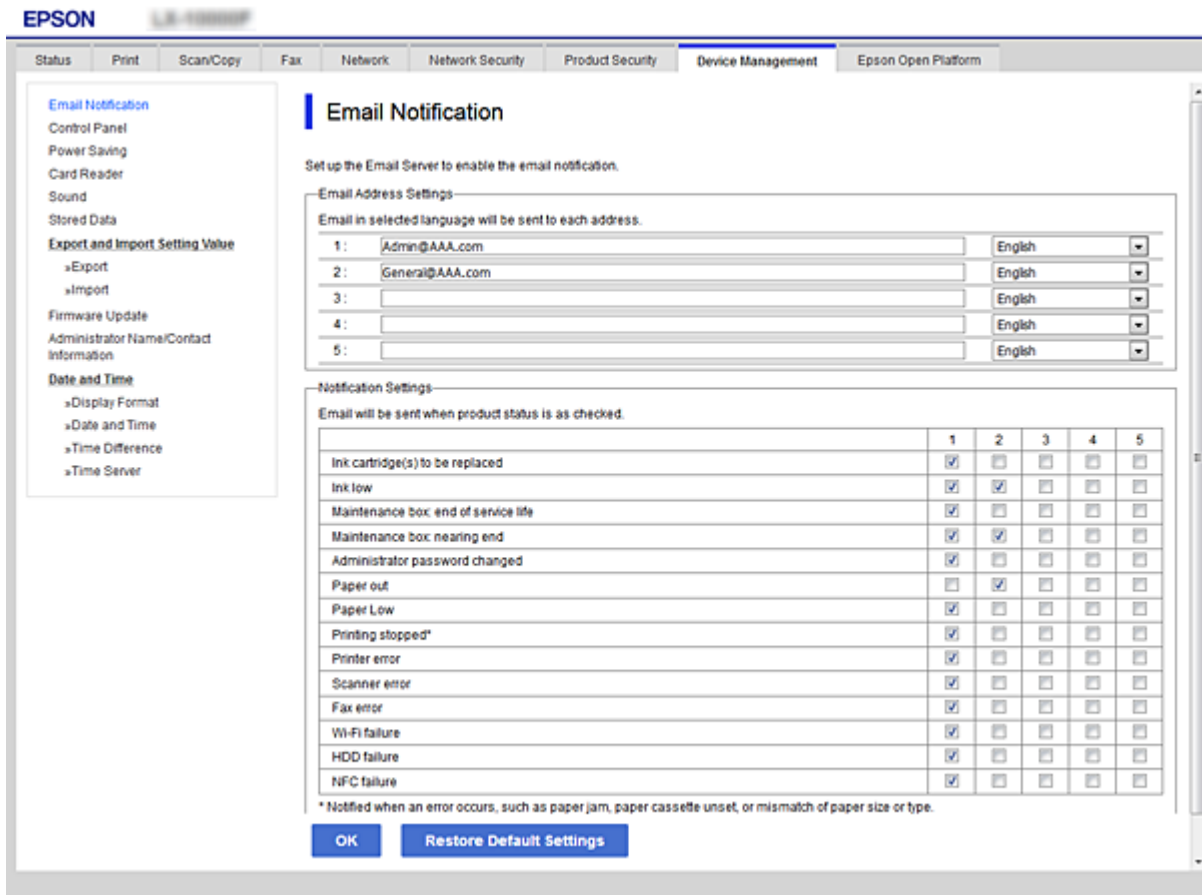 EPSON
Status Print Scan/Copy Fax Network Network Security Product Security Device Management Epson Open Platform
Email Notification
Control Panel
Power Saving
Card Reader
Sound
Stored Data
Export and Import Setting Value
»Export
»Import
Firmware Update
Administrator Name/Contact
Information
Date and Time
»Display Format
»Date and Time
»Time Difference
»Time Server
Email Notification
Set up the Email Server to enable the email notification.
Email Address Settings
Email in selected language will be sent to each address.
1 : Admin@AAA.com English
2 : General@AAA.com English
3 : English
4 : English
5 : English
Notification Settings
Email will be sent when product status is as checked.
1 2 3 4 5
Ink cartridge(s) to be replaced
Ink low
Maintenance box: end of service life
Maintenance box: nearing end
Administrator password changed
Paper out
Paper Low
Printing stopped*
Printer error
Scanner error
Fax error
Wi-Fi failure
HDD failure
NFC failure
* Notified when an error occurs, such as paper jam, paper cassette unset, or mismatch of paper size or type.
OK Restore Default Settings